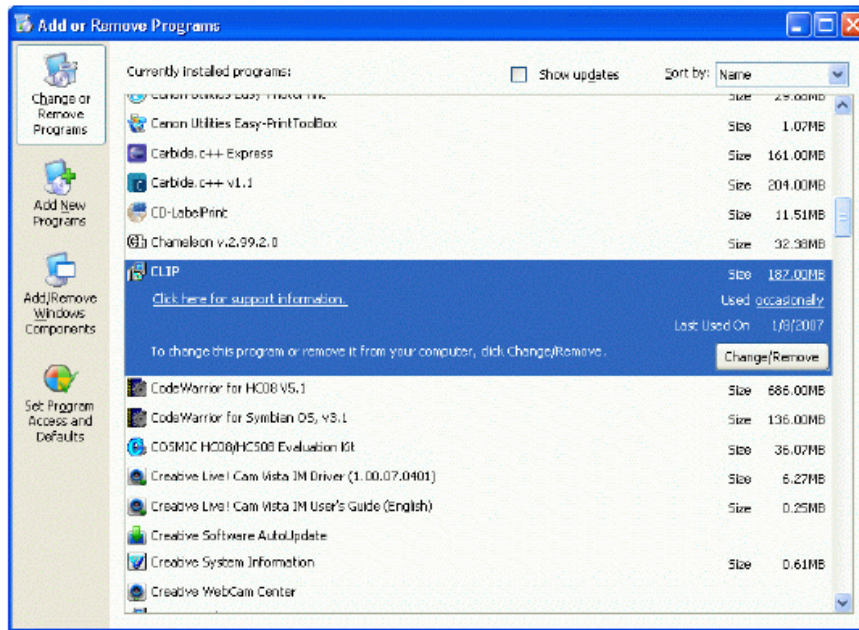 Add or Remove Programs
Change or
Remove
Programs
Add New
Programs
Add/Remove
Windows
Components
Set Program
Access and
Defaults
Currently installed programs:
Show updates
Sort by: Name
Canon Utilities Easy-PhotoPrint Size 29.88MB
Canon Utilities Easy-PrintToolBox Size 1.07MB
Carbide.c++ Express Size 161.00MB
Carbide.c++ v1.1 Size 204.00MB
CD-LabelPrint Size 11.51MB
Chameleon v.2.99.2.0 Size 32.38MB
CLIP Size 187.00MB
Click here for support information. Used occasionally
Last Used On 1/8/2007
To change this program or remove it from your computer, click Change/Remove. Change/Remove
CodeWarrior for HC08 V5.1 Size 686.00MB
CodeWarrior for Symbian OS, v3.1 Size 136.00MB
COSMIC HC08/HCS08 Evaluation Kit Size 36.07MB
Creative Live! Cam Vista IM Driver (1.00.07.0401) Size 6.27MB
Creative Live! Cam Vista IM User's Guide (English) Size 0.25MB
Creative Software AutoUpdate
Creative System Information Size 0.61MB
Creative WebCam Center